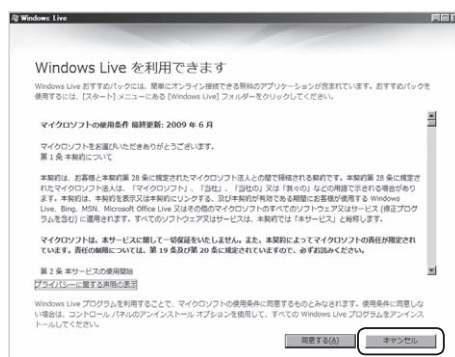 Windows Live
Windows Live を利用できます
Windows Live おすすめパックには、簡単にオンライン接続できる無料のアプリケーションが含まれています。おすすめパックを
使用するには、[スタート] メニューにある [Windows Live] フォルダーをクリックしてください。
マイクロソフトの使用条件 最終更新: 2009 年 6 月
マイクロソフトをお選びいただきありがとうございます。
第 1 条 本契約について
本契約は、お客様と本契約第 28 条に規定されたマイクロソフト法人との間で締結される契約です。本契約第 28 条に規定さ
れたマイクロソフト法人は、「マイクロソフト」、「当社」、「当社の」又は「我々の」などの用語で示される場合があり
ます。本契約は、本契約を表示又は本契約にリンクする、及び本契約が有効である期間にお客様が使用する Windows
Live、Bing、MSN、Microsoft Office Live 又はその他のマイクロソフトのすべてのソフトウェア又はサービス (修正プログ
ラムを含む) に適用されます。すべてのソフトウェア又はサービスは、本契約では「本サービス」と総称します。
マイクロソフトは、本サービスに関して一切保証をいたしません。また、本契約によってマイクロソフトの責任が限定され
ています。責任の制限については、第 19 条及び第 20 条に規定されていますので、必ずお読みください。
第 2 条 本サービスの使用開始
プライバシーに関する声明の表示
Windows Live プログラムを利用することで、マイクロソフトの使用条件に同意するものとみなされます。使用条件に同意しな
い場合は、コントロール パネルのアンインストール オプションを使用して、すべての Windows Live プログラムをアンインス
トールしてください。
同意する(A)
キャンセル